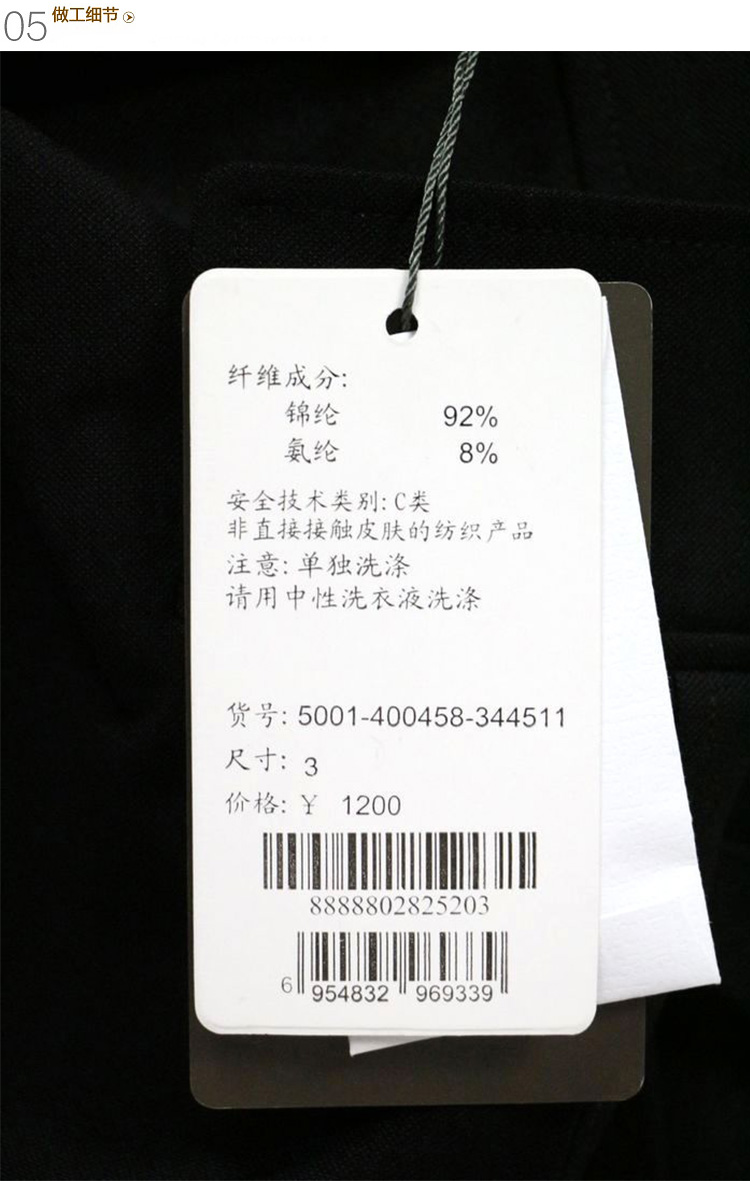 05 做工细节
纤维成分:
锦纶 92%
氨纶 8%
安全技术类别:C类
非直接接触皮肤的纺织产品
注意:单独洗涤
请用中性洗衣液洗涤
货号: 5001-400458-344511
尺寸: 3
价格: ¥ 1200
8888802825203
6 954832 969339